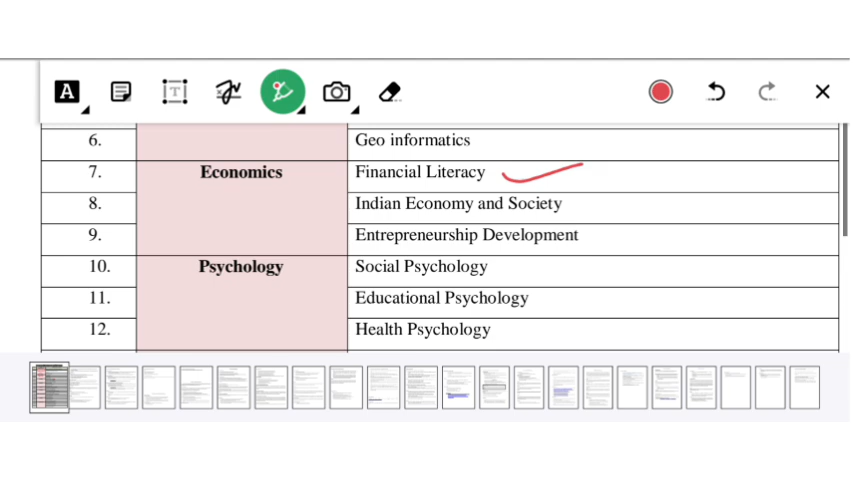 A T
6. Geo informatics
7. Economics Financial Literacy
8. Indian Economy and Society
9. Entrepreneurship Development
10. Psychology Social Psychology
11. Educational Psychology
12. Health Psychology